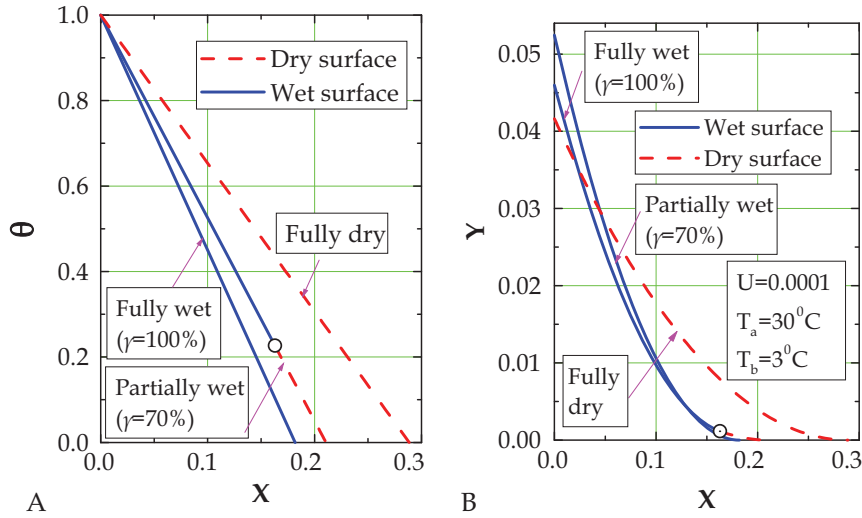 1.0
0.8
0.6
0.4
0.2
0.0
θ
Dry surface
Wet surface
Fully dry
Fully wet
(γ=100%)
Partially wet
(γ=70%)
0.0
0.1
0.2
0.3
X
A
0.05
0.04
0.03
0.02
0.01
0.00
Y
Fully wet
(γ=100%)
Wet surface
Dry surface
Partially wet
(γ=70%)
U=0.0001
Tₐ=30⁰C
T_b=3⁰C
Fully
dry
0.0
0.1
0.2
0.3
X
B